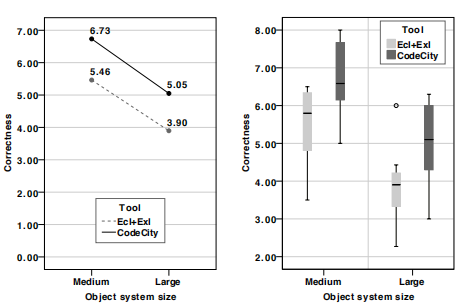 7.00
6.00
5.00
4.00
3.00
2.00
1.00
0.00
Correctness
6.73
5.46
5.05
3.90
Tool
Ecl+Exl
CodeCity
Medium Large
Object system size
8.00
7.00
6.00
5.00
4.00
3.00
2.00
Correctness
Tool
Ecl+Exl
CodeCity
Medium Large
Object system size